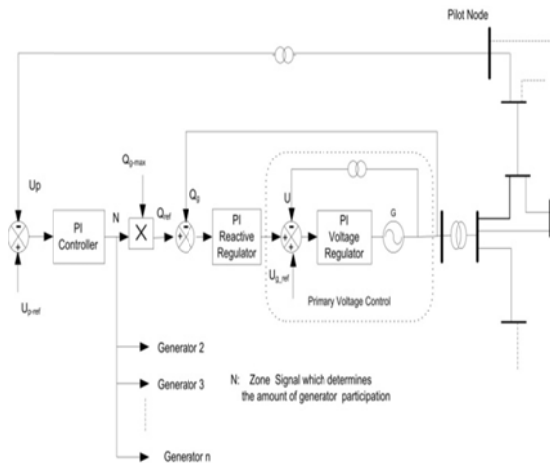 Pilot Node
Up
Qg-max
N
Qref
Qg
U
G
PI
Controller
X
PI
Reactive
Regulator
PI
Voltage
Regulator
Up-ref
Ug_ref
Primary Voltage Control
Generator 2
Generator 3
N: Zone Signal which determines
the amount of generator participation
Generator n